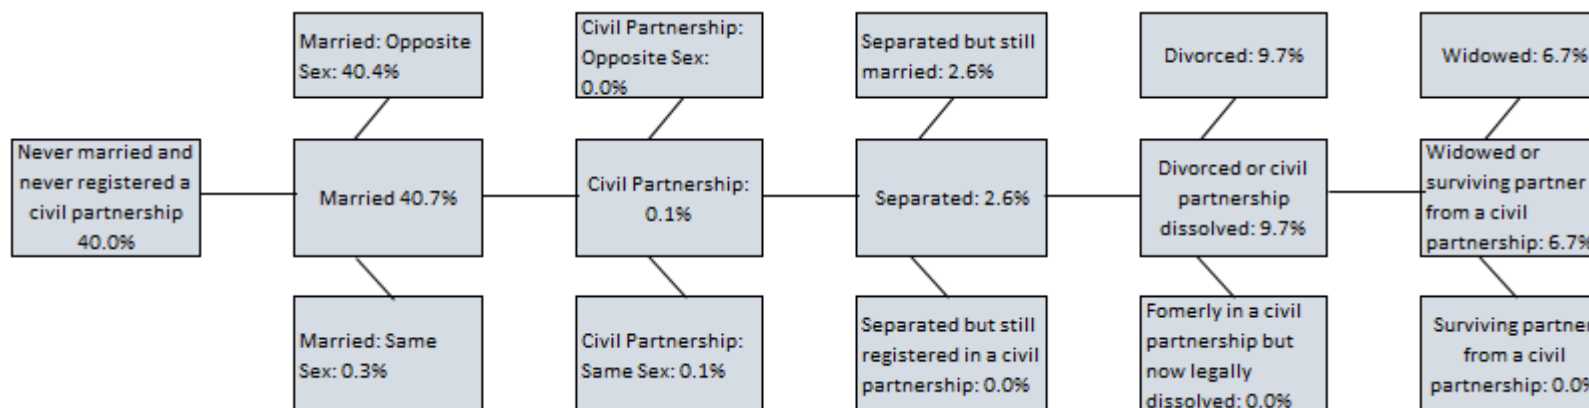 Married: Opposite
Sex: 40.4%
Civil Partnership:
Opposite Sex:
0.0%
Separated but still
married: 2.6%
Divorced: 9.7%
Widowed: 6.7%
Never married and
never registered a
civil partnership
40.0%
Married 40.7%
Civil Partnership:
0.1%
Separated: 2.6%
Divorced or civil
partnership
dissolved: 9.7%
Widowed or
surviving partner
from a civil
partnership: 6.7%
Married: Same
Sex: 0.3%
Civil Partnership:
Same Sex: 0.1%
Separated but still
registered in a civil
partnership: 0.0%
Fomerly in a civil
partnership but
now legally
dissolved: 0.0%
Surviving partner
from a civil
partnership: 0.0%